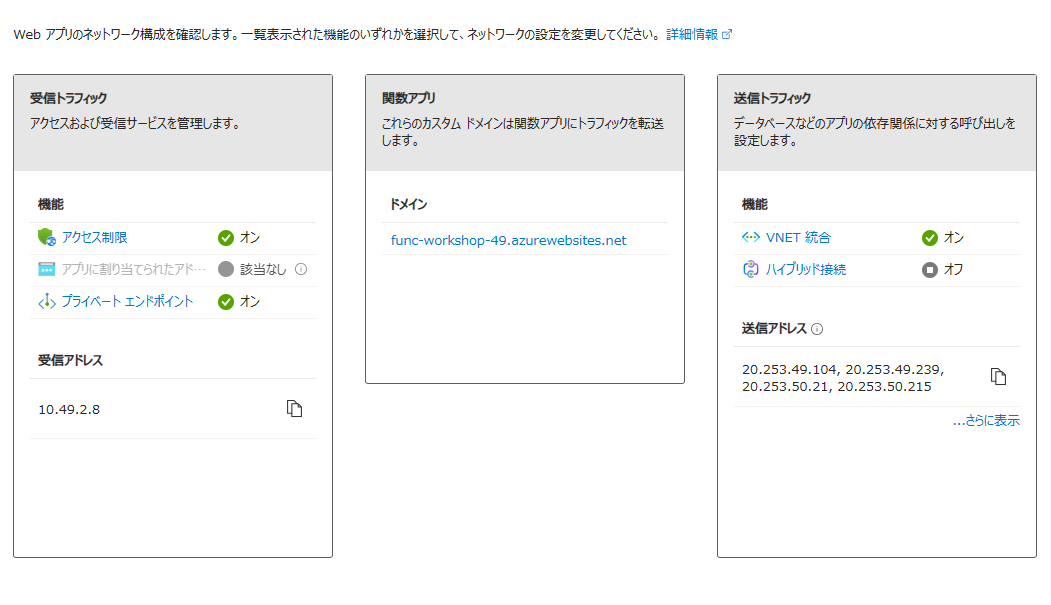 Web アプリのネットワーク構成を確認します。一覧表示された機能のいずれかを選択して、ネットワークの設定を変更してください。 詳細情報
受信トラフィック
アクセスおよび受信サービスを管理します。
機能
アクセス制限 オン
アプリに割り当てられたアド… 該当なし
プライベート エンドポイント オン
受信アドレス
10.49.2.8
関数アプリ
これらのカスタム ドメインは関数アプリにトラフィックを転送
します。
ドメイン
func-workshop-49.azurewebsites.net
送信トラフィック
データベースなどのアプリの依存関係に対する呼び出しを
設定します。
機能
VNET 統合 オン
ハイブリッド接続 オフ
送信アドレス
20.253.49.104, 20.253.49.239,
20.253.50.21, 20.253.50.215
…さらに表示